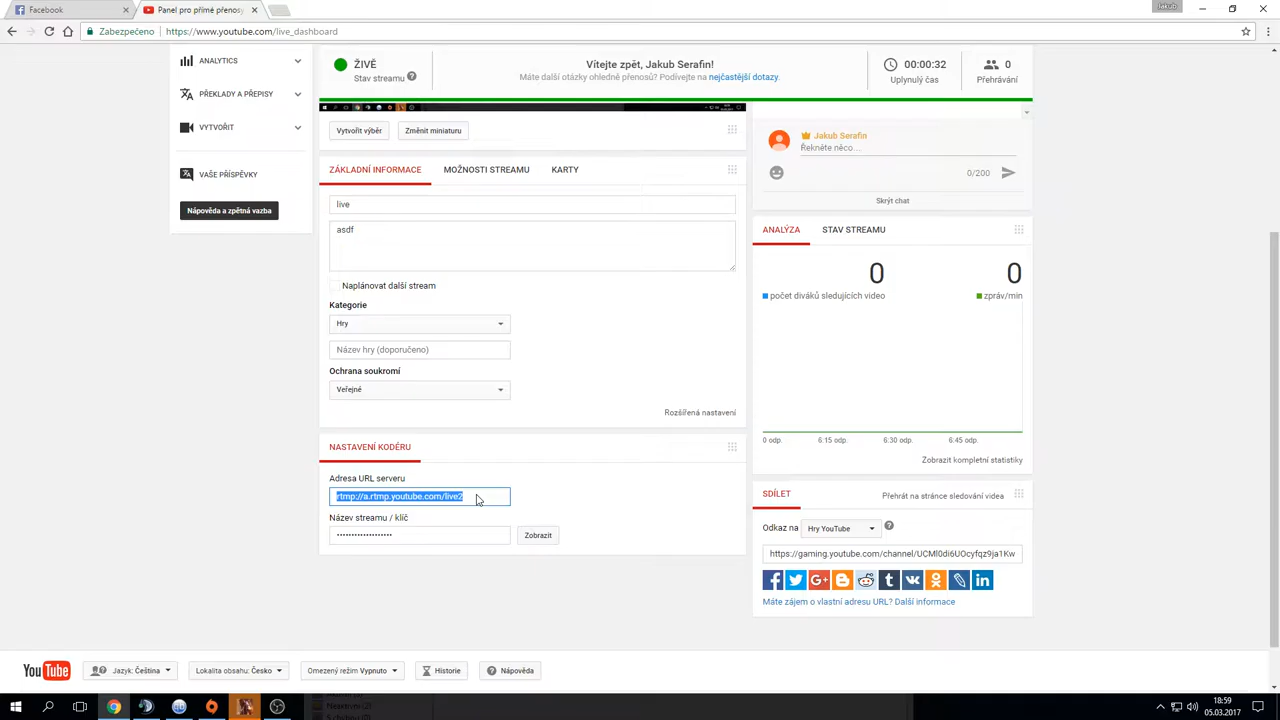 Facebook
Panel pro přímé přenosy
Jakub
Zabezpečeno
https://www.youtube.com/live_dashboard
ANALYTICS
PŘEKLADY A PŘEPISY
VYTVOŘIT
VAŠE PŘÍSPĚVKY
Nápověda a zpětná vazba
ŽIVĚ
Stav streamu
Vítejte zpět, Jakub Serafin!
Máte další otázky ohledně přenosů? Podívejte na nejčastější dotazy.
00:00:32
Uplynulý čas
0
Přehrávání
Vytvořit výběr
Změnit miniaturu
ZÁKLADNÍ INFORMACE
MOŽNOSTI STREAMU
KARTY
live
asdf
Naplánovat další stream
Kategorie
Hry
Název hry (doporučeno)
Ochrana soukromí
Veřejné
Rozšířená nastavení
NASTAVENÍ KODÉRU
Adresa URL serveru
rtmp://a.rtmp.youtube.com/live2
Název streamu / klíč
•••••••••••••••••••
Zobrazit
Jakub Serafin
Řekněte něco…
0/200
Skrýt chat
ANALÝZA
STAV STREAMU
0
počet diváků sledujících video
0
zpráv/min
0 odp.
6:15 odp.
6:30 odp.
6:45 odp.
Zobrazit kompletní statistiky
SDÍLET
Přehrát na stránce sledování videa
Odkaz na
Hry YouTube
https://gaming.youtube.com/channel/UCMl0di6UOcyfqz9ja1Kw
Máte zájem o vlastní adresu URL? Další informace
YouTube
Jazyk: Čeština
Lokalita obsahu: Česko
Omezený režim Vypnuto
Historie
Nápověda
18:59
05.03.2017